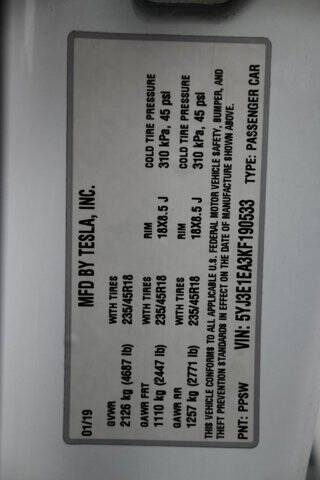 01/19 MFD BY TESLA, INC.
GVWR WITH TIRES RIM COLD TIRE PRESSURE
2126 kg (4687 lb) 235/45R18 18X8.5 J 310 kPa, 45 psi
GAWR FRT WITH TIRES
1110 kg (2447 lb) 235/45R18
GAWR RR WITH TIRES RIM COLD TIRE PRESSURE
1257 kg (2771 lb) 235/45R18 18X8.5 J 310 kPa, 45 psi
THIS VEHICLE CONFORMS TO ALL APPLICABLE U.S. FEDERAL MOTOR VEHICLE SAFETY, BUMPER, AND
THEFT PREVENTION STANDARDS IN EFFECT ON THE DATE OF MANUFACTURE SHOWN ABOVE.
PNT: PPSW VIN: 5YJ3E1EA3KF190533 TYPE: PASSENGER CAR